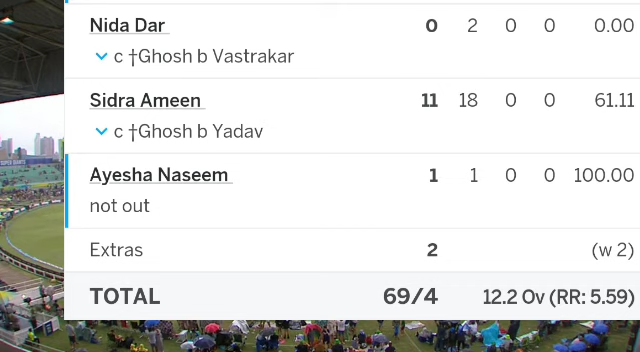 Nida Dar 0 2 0 0 0.00
c †Ghosh b Vastrakar
Sidra Ameen 11 18 0 0 61.11
c †Ghosh b Yadav
Ayesha Naseem 1 1 0 0 100.00
not out
Extras 2 (w 2)
TOTAL 69/4 12.2 Ov (RR: 5.59)
SUPER GIANTS